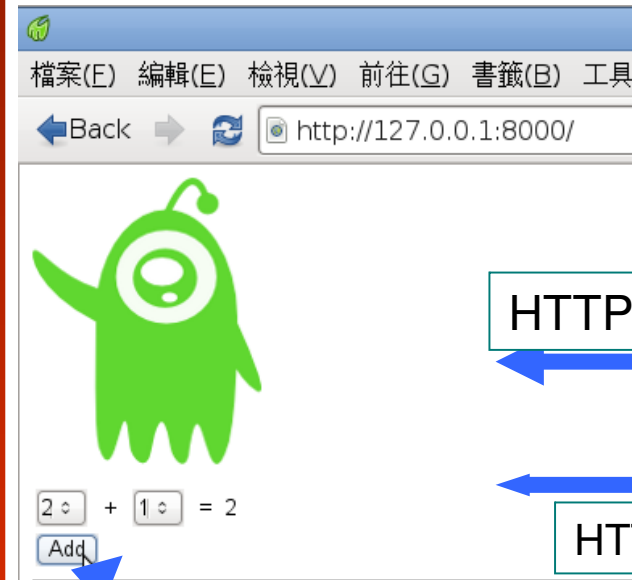 檔案(F) 編輯(E) 檢視(V) 前往(G) 書籤(B) 工具
Back http://127.0.0.1:8000/
HTTP
2 + 1 = 2
HTT
Add